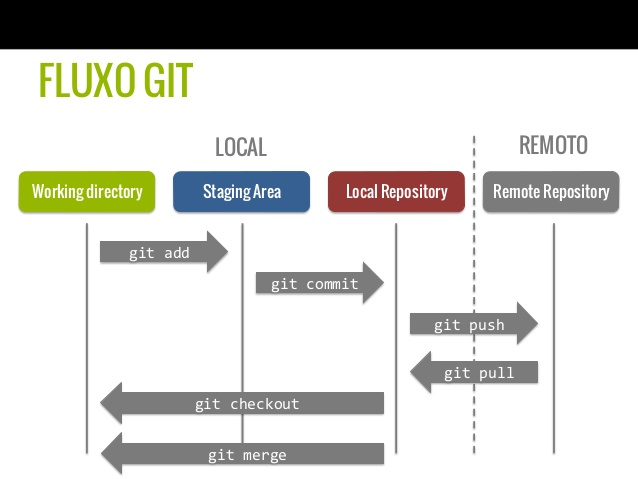 FLUXO GIT
LOCAL
REMOTO
Working directory
Staging Area
Local Repository
Remote Repository
git add
git commit
git push
git pull
git checkout
git merge